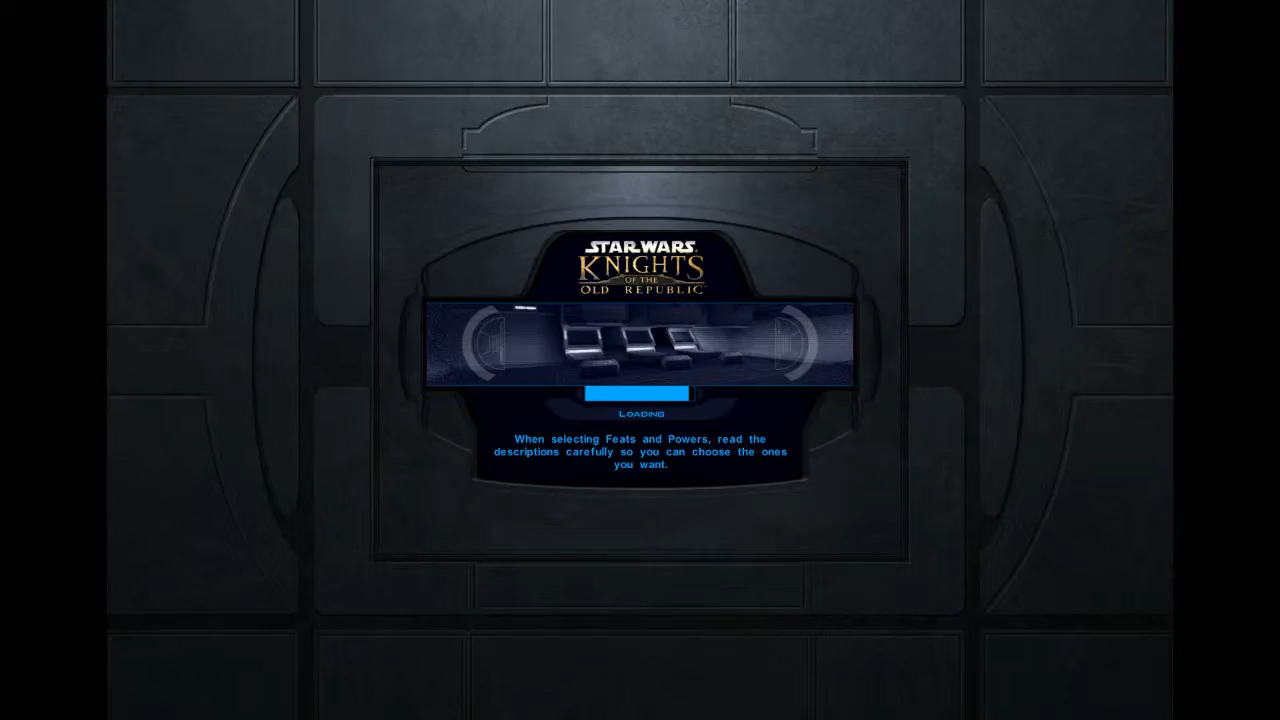 STAR WARS
KNIGHTS
OF THE
OLD REPUBLIC
LOADING
When selecting Feats and Powers, read the
descriptions carefully so you can choose the ones
you want.